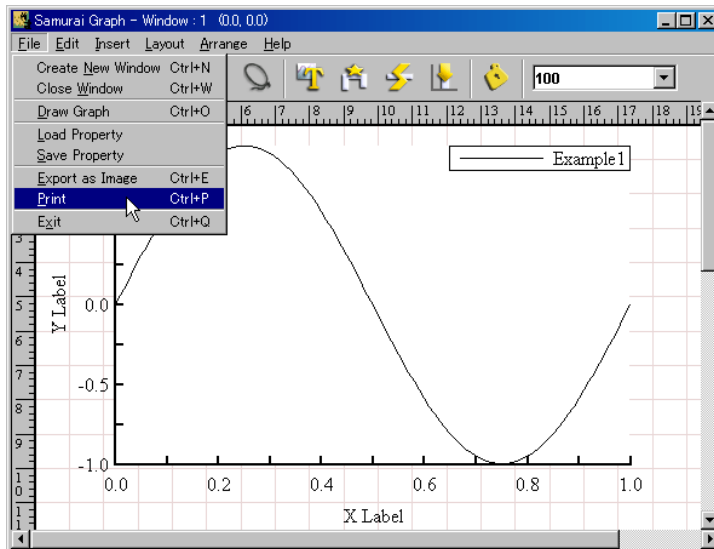 Samurai Graph - Window : 1 (0.0, 0.0)
File Edit Insert Layout Arrange Help
Create New Window Ctrl+N
Close Window Ctrl+W
Draw Graph Ctrl+O
Load Property
Save Property
Export as Image Ctrl+E
Print Ctrl+P
Exit Ctrl+Q
100
6 7 8 9 10 11 12 13 14 15 16 17 18 19
Example1
3
4
5
6
7
8
9
10
11
Y Label
0.0
-0.5
-1.0
0.0 0.2 0.4 0.6 0.8 1.0
X Label